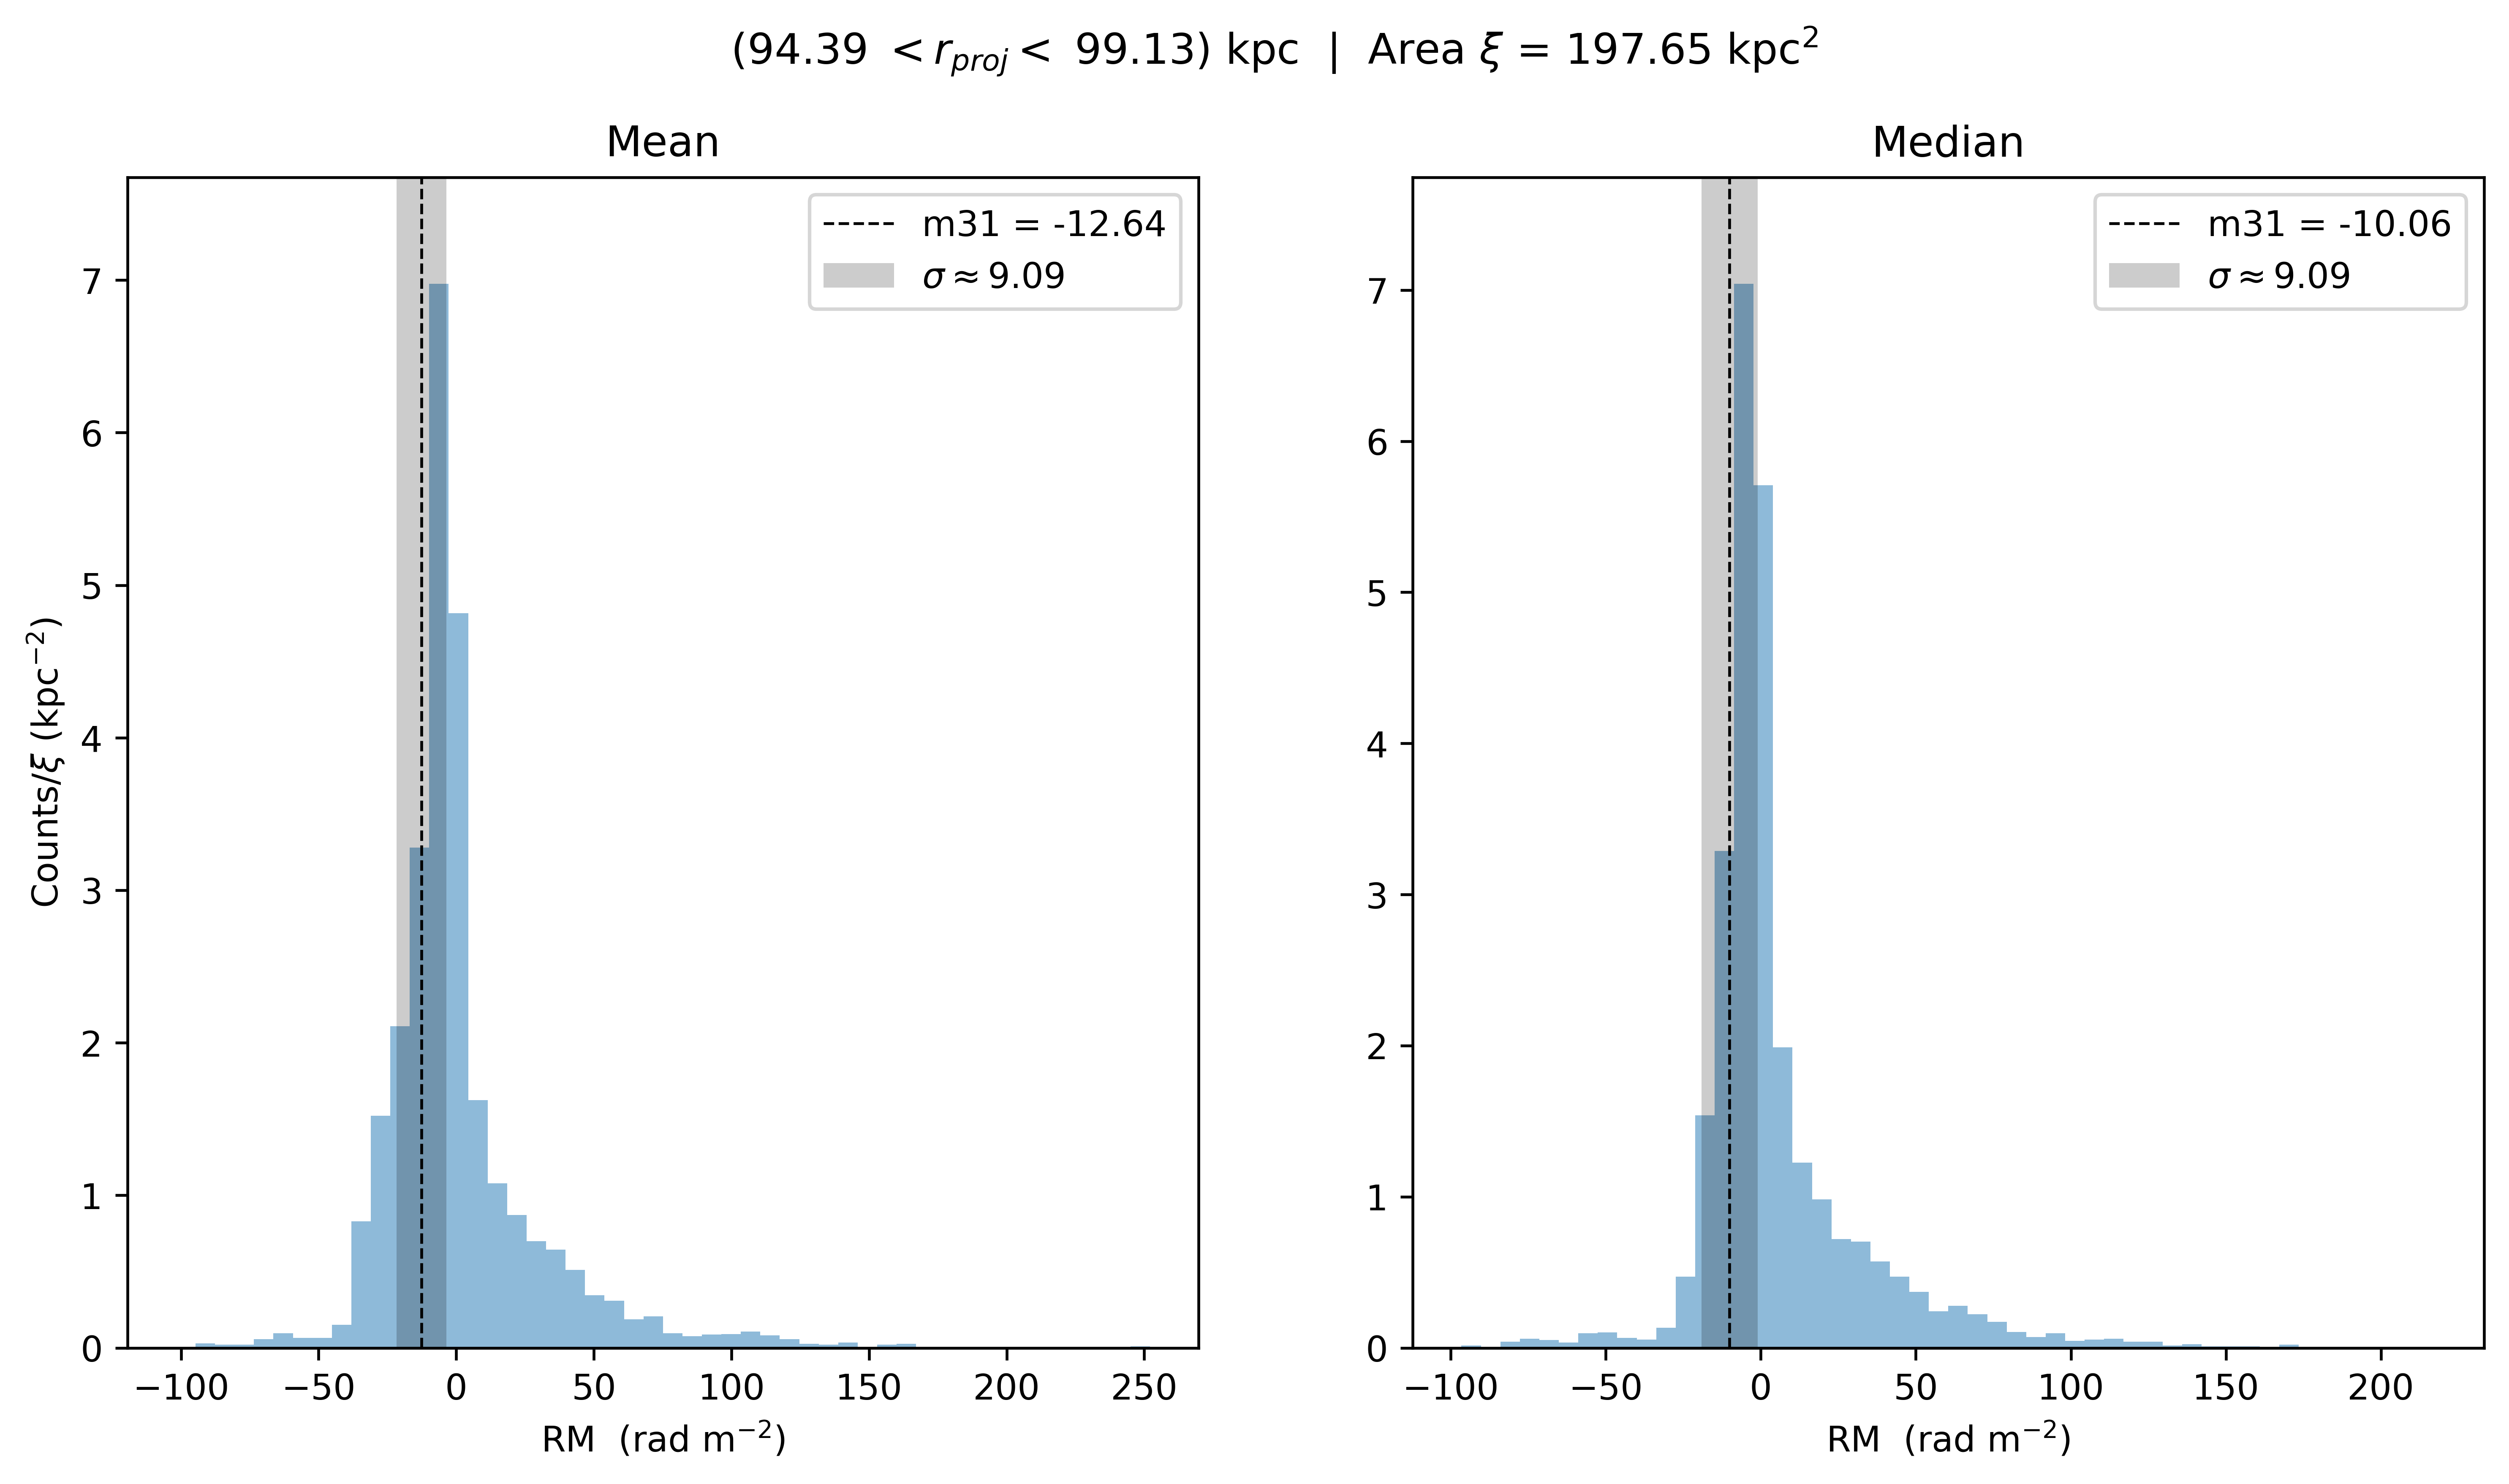 (94.39 < r_proj < 99.13) kpc | Area ξ = 197.65 kpc²
Mean
m31 = -12.64
σ ≈ 9.09
7
6
5
4
3
2
1
0
Counts/ξ (kpc⁻²)
−100 −50 0 50 100 150 200 250
RM (rad m⁻²)
Median
m31 = -10.06
σ ≈ 9.09
7
6
5
4
3
2
1
0
−100 −50 0 50 100 150 200
RM (rad m⁻²)